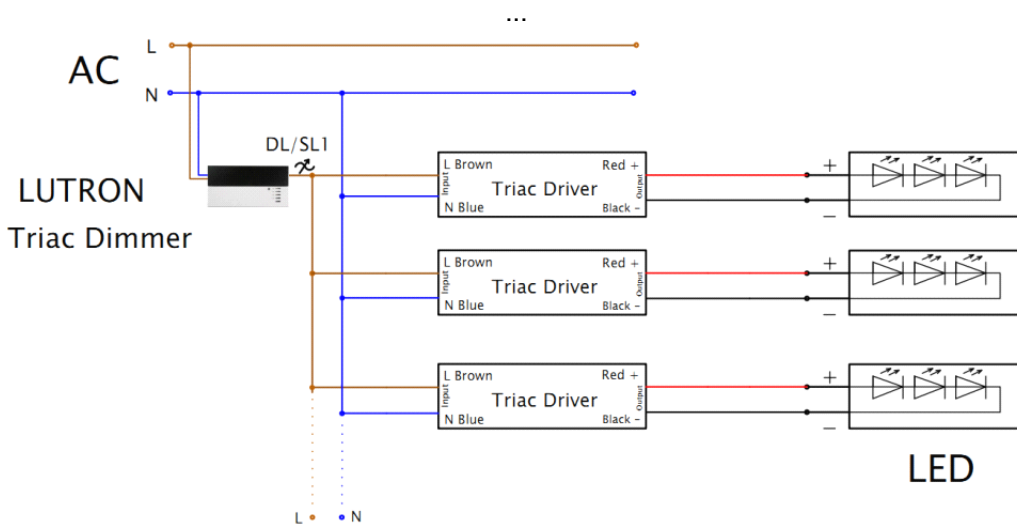 ...
L
AC
N
DL/SL1
LUTRON
Triac Dimmer
L Brown
Red +
Input
Triac Driver
Output
N Blue
Black -
+
−
L Brown
Red +
Input
Triac Driver
Output
N Blue
Black -
+
−
L Brown
Red +
Input
Triac Driver
Output
N Blue
Black -
+
−
LED
L
N